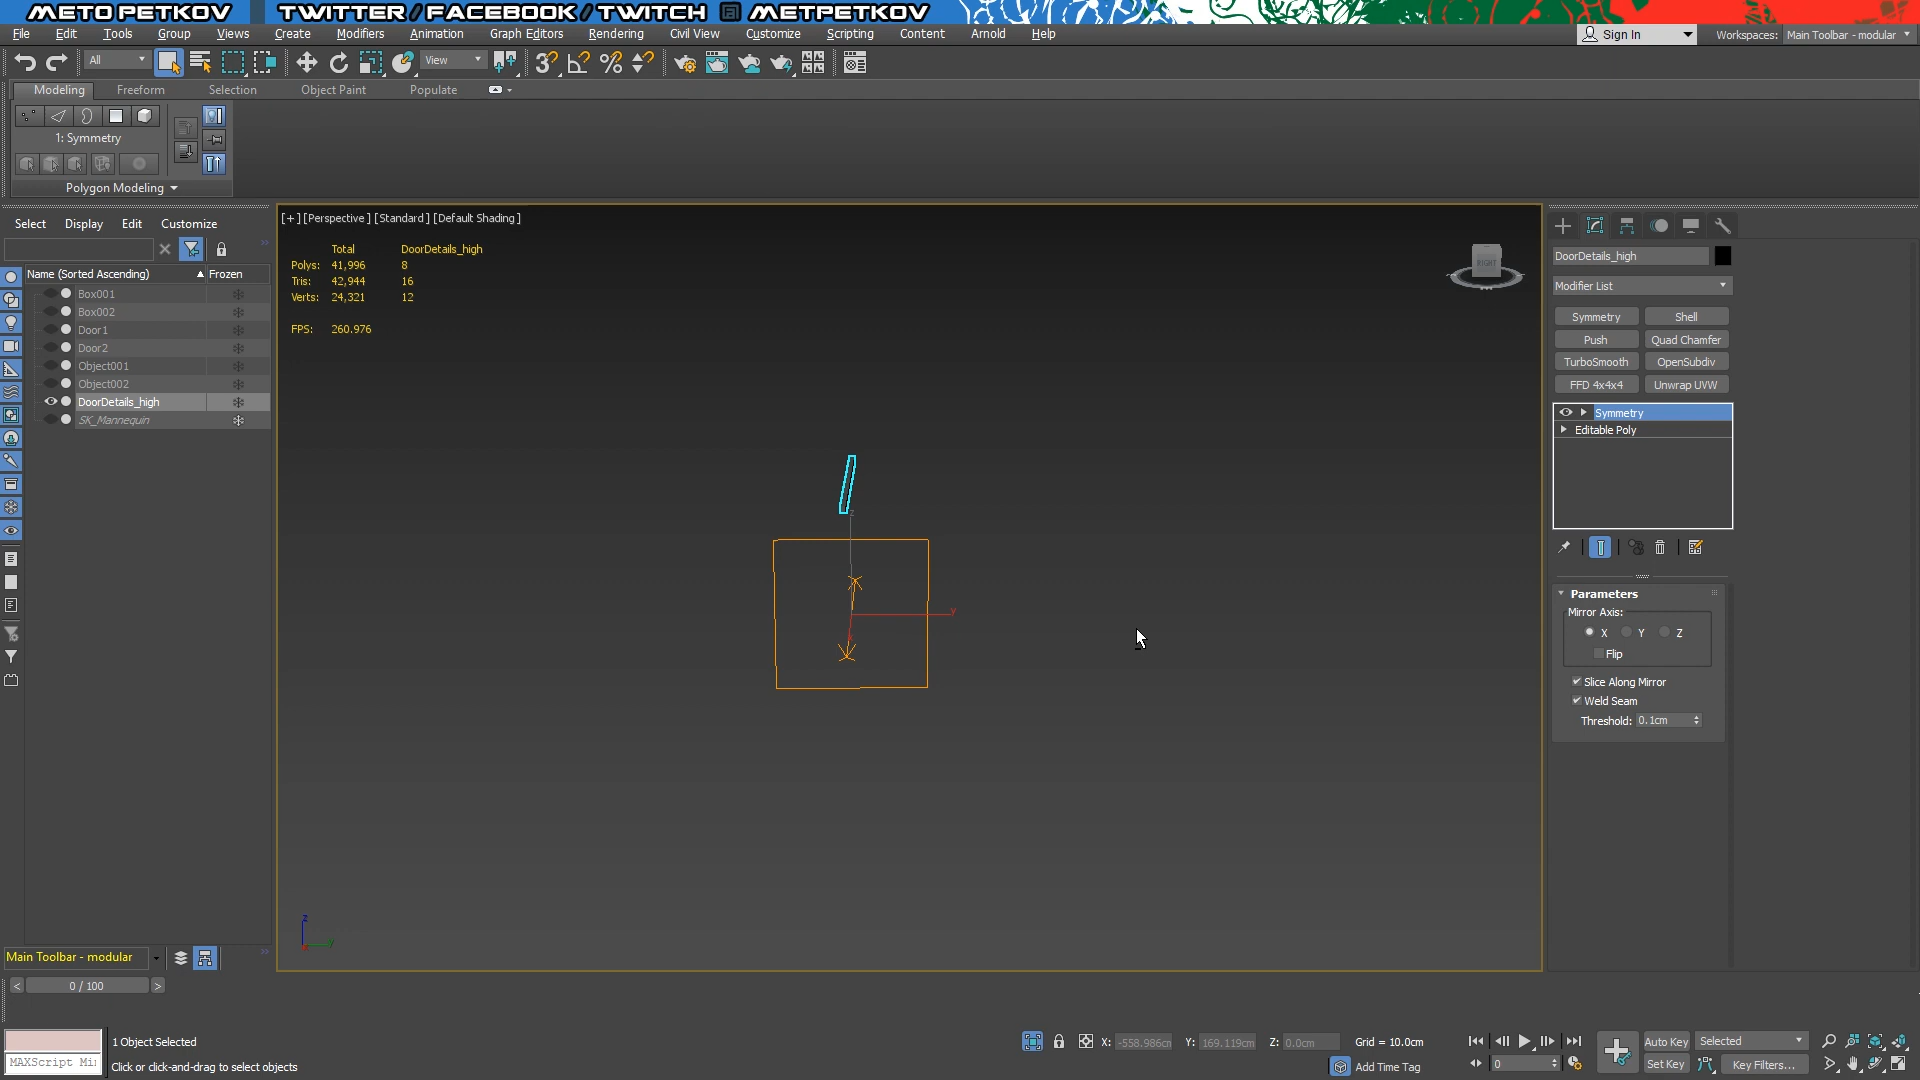 METO PETKOV TWITTER / FACEBOOK / TWITCH @ METPETKOV
File Edit Tools Group Views Create Modifiers Animation Graph Editors Rendering Civil View Customize Scripting Content Arnold Help Sign In Workspaces: Main Toolbar - modular
All View
Modeling Freeform Selection Object Paint Populate
1: Symmetry
Polygon Modeling
Select Display Edit Customize
Name (Sorted Ascending) Frozen
Box001
Box002
Door1
Door2
Object001
Object002
DoorDetails_high
SK_Mannequin
[+] [Perspective ] [Standard ] [Default Shading ]
Total DoorDetails_high
Polys: 41,996 8
Tris: 42,944 16
Verts: 24,321 12
FPS: 260.976
RIGHT
z
y
z
DoorDetails_high
Modifier List
Symmetry Shell
Push Quad Chamfer
TurboSmooth OpenSubdiv
FFD 4x4x4 Unwrap UVW
Symmetry
Editable Poly
Parameters
Mirror Axis:
X Y Z
Flip
Slice Along Mirror
Weld Seam
Threshold: 0.1cm
Main Toolbar - modular
< 0 / 100 >
1 Object Selected
MAXScript Mi
Click or click-and-drag to select objects
X: -558.986cm Y: 169.119cm Z: 0.0cm Grid = 10.0cm
Add Time Tag
0
Auto Key Selected
Set Key Key Filters...